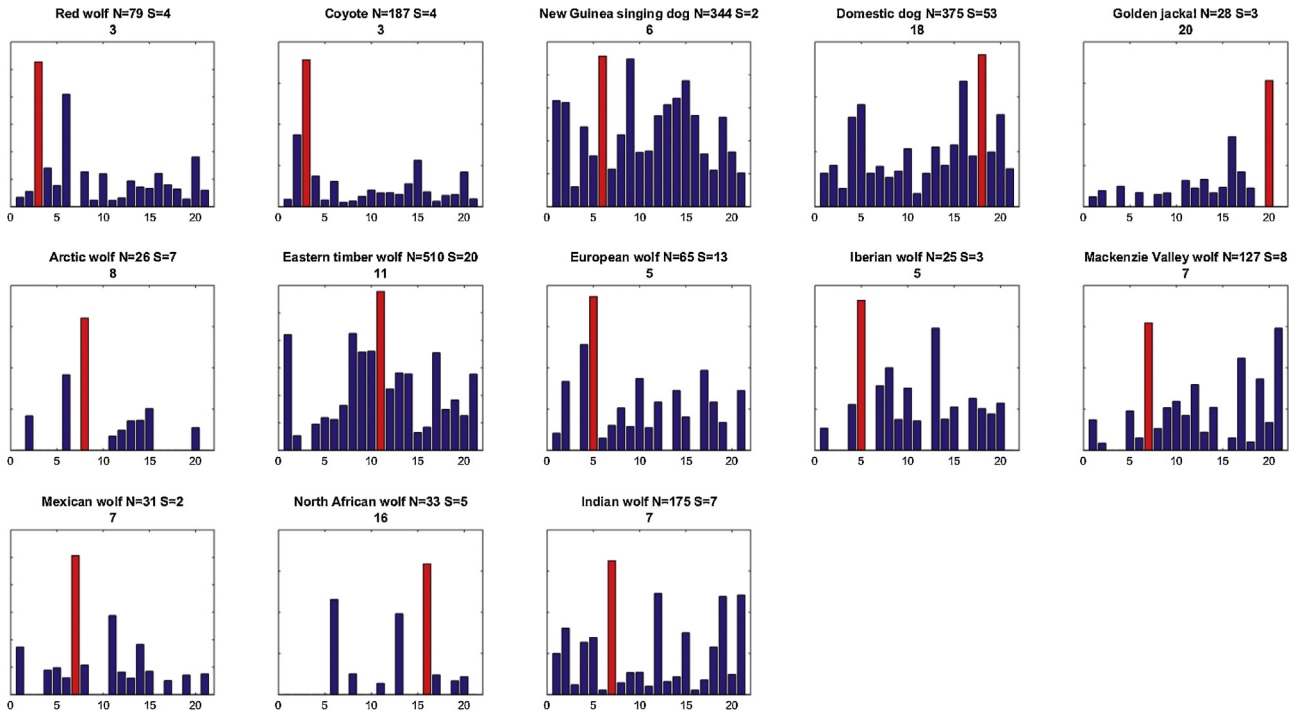 Red wolf N=79 S=4
3
Coyote N=187 S=4
3
New Guinea singing dog N=344 S=2
6
Domestic dog N=375 S=53
18
Golden jackal N=28 S=3
20
0 5 10 15 20
0 5 10 15 20
0 5 10 15 20
0 5 10 15 20
0 5 10 15 20
Arctic wolf N=26 S=7
8
Eastern timber wolf N=510 S=20
11
European wolf N=65 S=13
5
Iberian wolf N=25 S=3
5
Mackenzie Valley wolf N=127 S=8
7
0 5 10 15 20
0 5 10 15 20
0 5 10 15 20
0 5 10 15 20
0 5 10 15 20
Mexican wolf N=31 S=2
7
North African wolf N=33 S=5
16
Indian wolf N=175 S=7
7
0 5 10 15 20
0 5 10 15 20
0 5 10 15 20